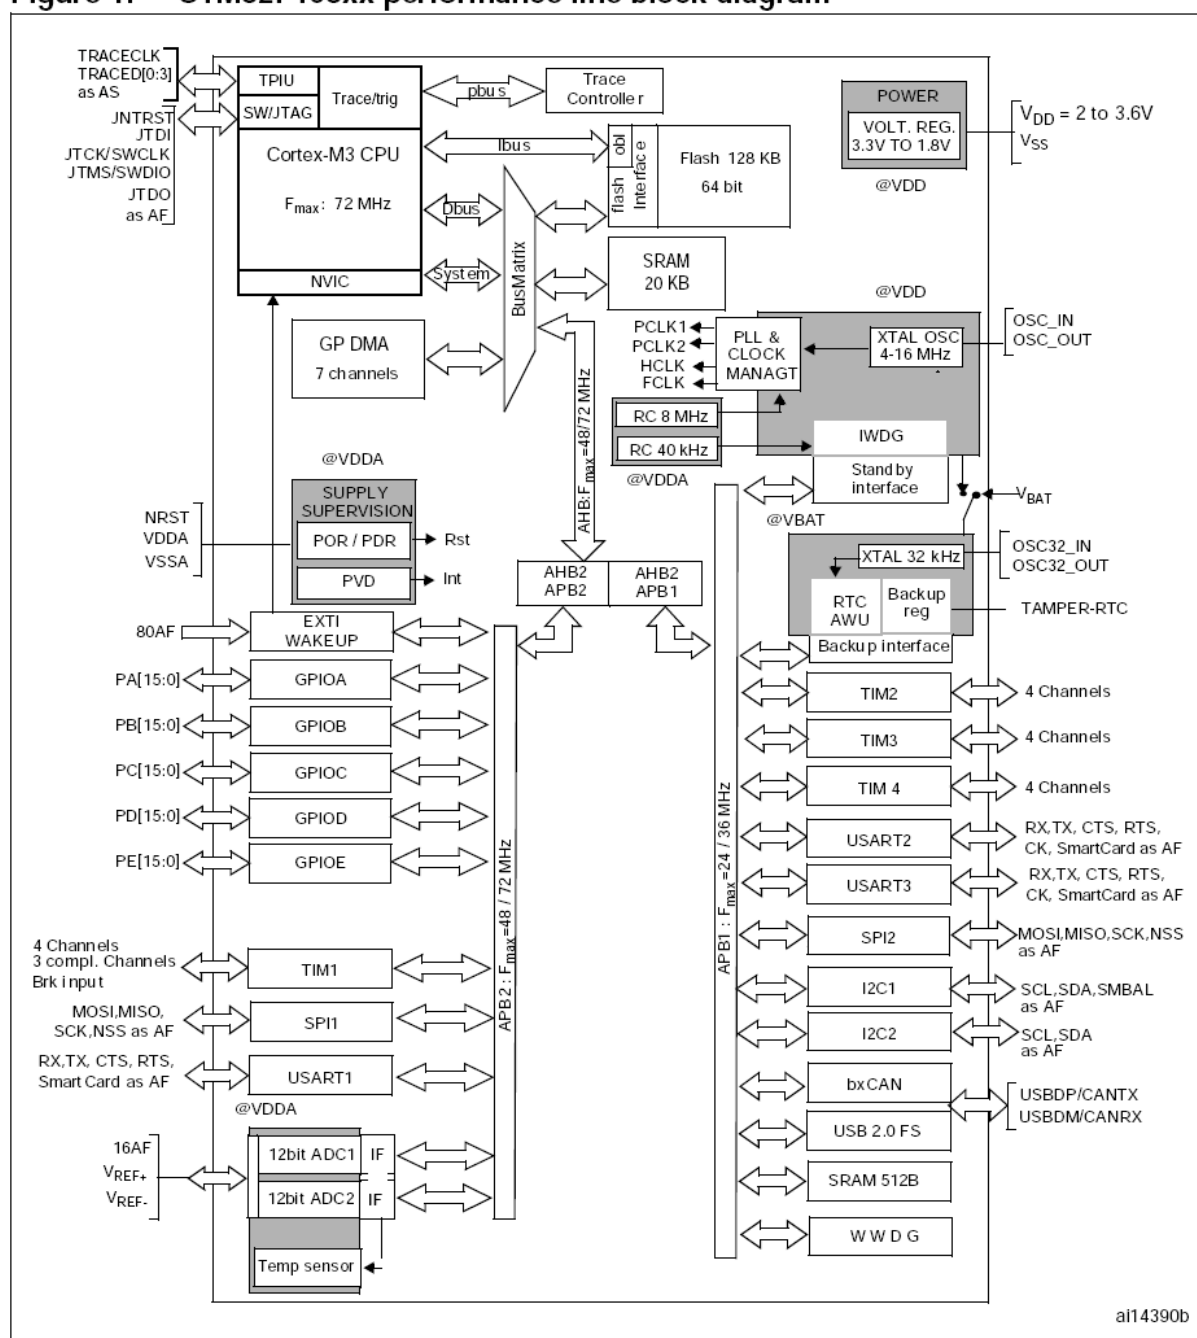 TRACECLK
TRACED[0:3]
as AS
JNTRST
JTDI
JTCK/SWCLK
JTMS/SWDIO
JTDO
as AF
TPIU
SW/JTAG
Trace/trig
Cortex-M3 CPU
Fmax: 72 MHz
NVIC
pbus
Trace
Controller
Ibus
Dbus
System
BusMatrix
obl
flash
Interface
Flash 128 KB
64 bit
SRAM
20 KB
GP DMA
7 channels
POWER
VOLT. REG.
3.3V TO 1.8V
@VDD
VDD = 2 to 3.6V
VSS
@VDD
PCLK1
PCLK2
HCLK
FCLK
PLL &
CLOCK
MANAGT
XTAL OSC
4-16 MHz
OSC_IN
OSC_OUT
RC 8 MHz
RC 40 kHz
@VDDA
IWDG
Stand by
interface
VBAT
@VBAT
XTAL 32 kHz
OSC32_IN
OSC32_OUT
RTC
AWU
Backup
reg
TAMPER-RTC
Backup interface
AHB:Fmax=48/72 MHz
@VDDA
SUPPLY
SUPERVISION
NRST
VDDA
VSSA
POR / PDR
Rst
PVD
Int
AHB2
APB2
AHB2
APB1
80AF
EXTI
WAKEUP
PA[15:0]
GPIOA
PB[15:0]
GPIOB
PC[15:0]
GPIOC
PD[15:0]
GPIOD
PE[15:0]
GPIOE
4 Channels
3 compl. Channels
Brk input
TIM1
MOSI,MISO,
SCK,NSS as AF
SPI1
RX,TX, CTS, RTS,
SmartCard as AF
USART1
@VDDA
16AF
VREF+
VREF-
12bit ADC1
IF
12bit ADC2
IF
Temp sensor
APB2 : Fmax=48 / 72 MHz
APB1 : Fmax=24 / 36 MHz
TIM2
4 Channels
TIM3
4 Channels
TIM 4
4 Channels
USART2
RX,TX, CTS, RTS,
CK, SmartCard as AF
USART3
RX,TX, CTS, RTS,
CK, SmartCard as AF
SPI2
MOSI,MISO,SCK,NSS
as AF
I2C1
SCL,SDA,SMBAL
as AF
I2C2
SCL,SDA
as AF
bxCAN
USBDP/CANTX
USBDM/CANRX
USB 2.0 FS
SRAM 512B
W W D G
ai14390b